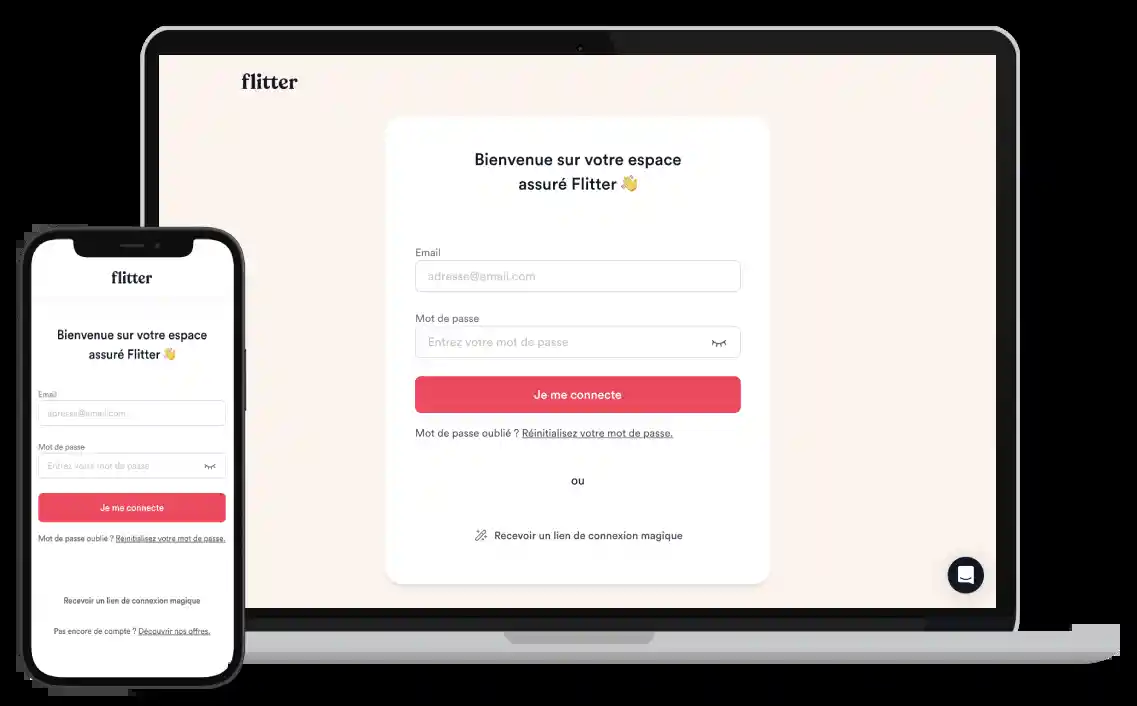 flitter
Bienvenue sur votre espace
assuré Flitter 👋
Email
adresse@email.com
Mot de passe
Entrez votre mot de passe
Je me connecte
Mot de passe oublié ? Réinitialisez votre mot de passe.
ou
Recevoir un lien de connexion magique
flitter
Bienvenue sur votre espace
assuré Flitter 👋
Email
adresse@email.com
Mot de passe
Entrez votre mot de passe
Je me connecte
Mot de passe oublié ? Réinitialisez votre mot de passe.
Recevoir un lien de connexion magique
Pas encore de compte ? Découvrir nos offres.